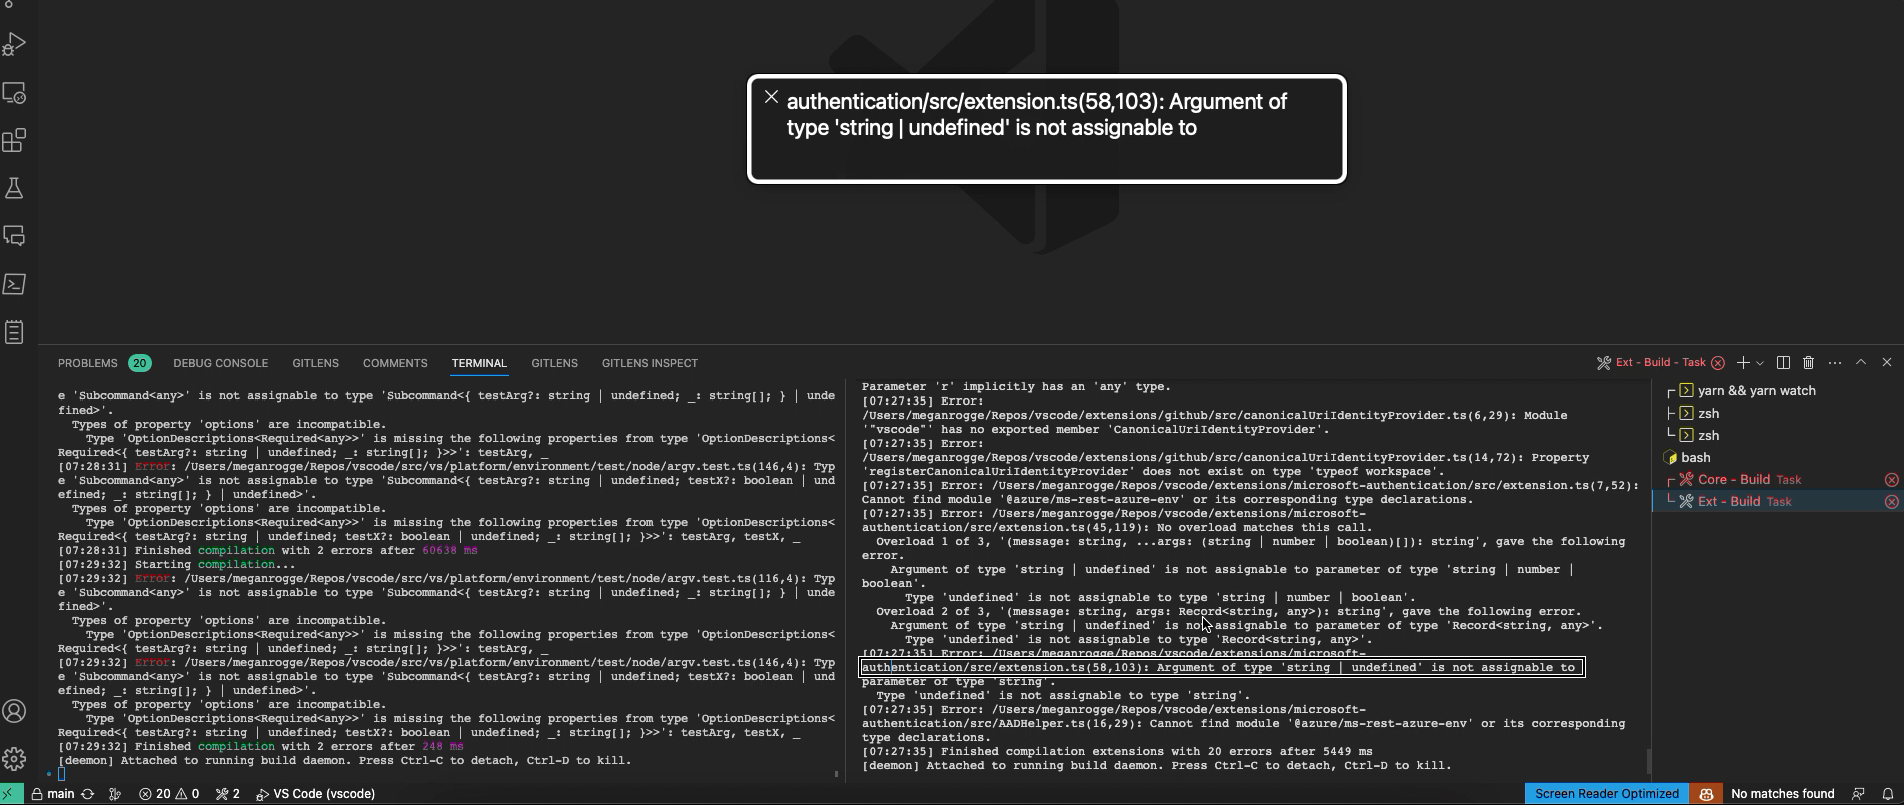 authentication/src/extension.ts(58,103): Argument of
type 'string | undefined' is not assignable to
PROBLEMS 20 DEBUG CONSOLE GITLENS COMMENTS TERMINAL GITLENS GITLENS INSPECT
Ext - Build - Task
e 'Subcommand<any>' is not assignable to type 'Subcommand<{ testArg?: string | undefined; _: string[]; } | unde
fined>'.
Types of property 'options' are incompatible.
Type 'OptionDescriptions<Required<any>>' is missing the following properties from type 'OptionDescriptions<
Required<{ testArg?: string | undefined; _: string[]; }>>': testArg, _
[07:28:31] Error: /Users/meganrogge/Repos/vscode/src/vs/platform/environment/test/node/argv.test.ts(146,4): Typ
e 'Subcommand<any>' is not assignable to type 'Subcommand<{ testArg?: string | undefined; testX?: boolean | und
efined; _: string[]; } | undefined>'.
Types of property 'options' are incompatible.
Type 'OptionDescriptions<Required<any>>' is missing the following properties from type 'OptionDescriptions<
Required<{ testArg?: string | undefined; testX?: boolean | undefined; _: string[]; }>>': testArg, testX, _
[07:28:31] Finished compilation with 2 errors after 60638 ms
[07:29:32] Starting compilation...
[07:29:32] Error: /Users/meganrogge/Repos/vscode/src/vs/platform/environment/test/node/argv.test.ts(116,4): Typ
e 'Subcommand<any>' is not assignable to type 'Subcommand<{ testArg?: string | undefined; _: string[]; } | unde
fined>'.
Types of property 'options' are incompatible.
Type 'OptionDescriptions<Required<any>>' is missing the following properties from type 'OptionDescriptions<
Required<{ testArg?: string | undefined; _: string[]; }>>': testArg, _
[07:29:32] Error: /Users/meganrogge/Repos/vscode/src/vs/platform/environment/test/node/argv.test.ts(146,4): Typ
e 'Subcommand<any>' is not assignable to type 'Subcommand<{ testArg?: string | undefined; testX?: boolean | und
efined; _: string[]; } | undefined>'.
Types of property 'options' are incompatible.
Type 'OptionDescriptions<Required<any>>' is missing the following properties from type 'OptionDescriptions<
Required<{ testArg?: string | undefined; testX?: boolean | undefined; _: string[]; }>>': testArg, testX, _
[07:29:32] Finished compilation with 2 errors after 248 ms
[deemon] Attached to running build daemon. Press Ctrl-C to detach, Ctrl-D to kill.
Parameter 'r' implicitly has an 'any' type.
[07:27:35] Error:
/Users/meganrogge/Repos/vscode/extensions/github/src/canonicalUriIdentityProvider.ts(6,29): Module
'"vscode"' has no exported member 'CanonicalUriIdentityProvider'.
[07:27:35] Error:
/Users/meganrogge/Repos/vscode/extensions/github/src/canonicalUriIdentityProvider.ts(14,72): Property
'registerCanonicalUriIdentityProvider' does not exist on type 'typeof workspace'.
[07:27:35] Error: /Users/meganrogge/Repos/vscode/extensions/microsoft-authentication/src/extension.ts(7,52):
Cannot find module '@azure/ms-rest-azure-env' or its corresponding type declarations.
[07:27:35] Error: /Users/meganrogge/Repos/vscode/extensions/microsoft-
authentication/src/extension.ts(45,119): No overload matches this call.
Overload 1 of 3, '(message: string, ...args: (string | number | boolean)[]): string', gave the following
error.
Argument of type 'string | undefined' is not assignable to parameter of type 'string | number |
boolean'.
Type 'undefined' is not assignable to type 'string | number | boolean'.
Overload 2 of 3, '(message: string, args: Record<string, any>): string', gave the following error.
Argument of type 'string | undefined' is not assignable to parameter of type 'Record<string, any>'.
Type 'undefined' is not assignable to type 'Record<string, any>'.
[07:27:35] Error: /Users/meganrogge/Repos/vscode/extensions/microsoft-
authentication/src/extension.ts(58,103): Argument of type 'string | undefined' is not assignable to
parameter of type 'string'.
Type 'undefined' is not assignable to type 'string'.
[07:27:35] Error: /Users/meganrogge/Repos/vscode/extensions/microsoft-
authentication/src/AADHelper.ts(16,29): Cannot find module '@azure/ms-rest-azure-env' or its corresponding
type declarations.
[07:27:35] Finished compilation extensions with 20 errors after 5449 ms
[deemon] Attached to running build daemon. Press Ctrl-C to detach, Ctrl-D to kill.
yarn && yarn watch
zsh
zsh
bash
Core - Build Task
Ext - Build Task
main 20 0 2 VS Code (vscode) Screen Reader Optimized No matches found